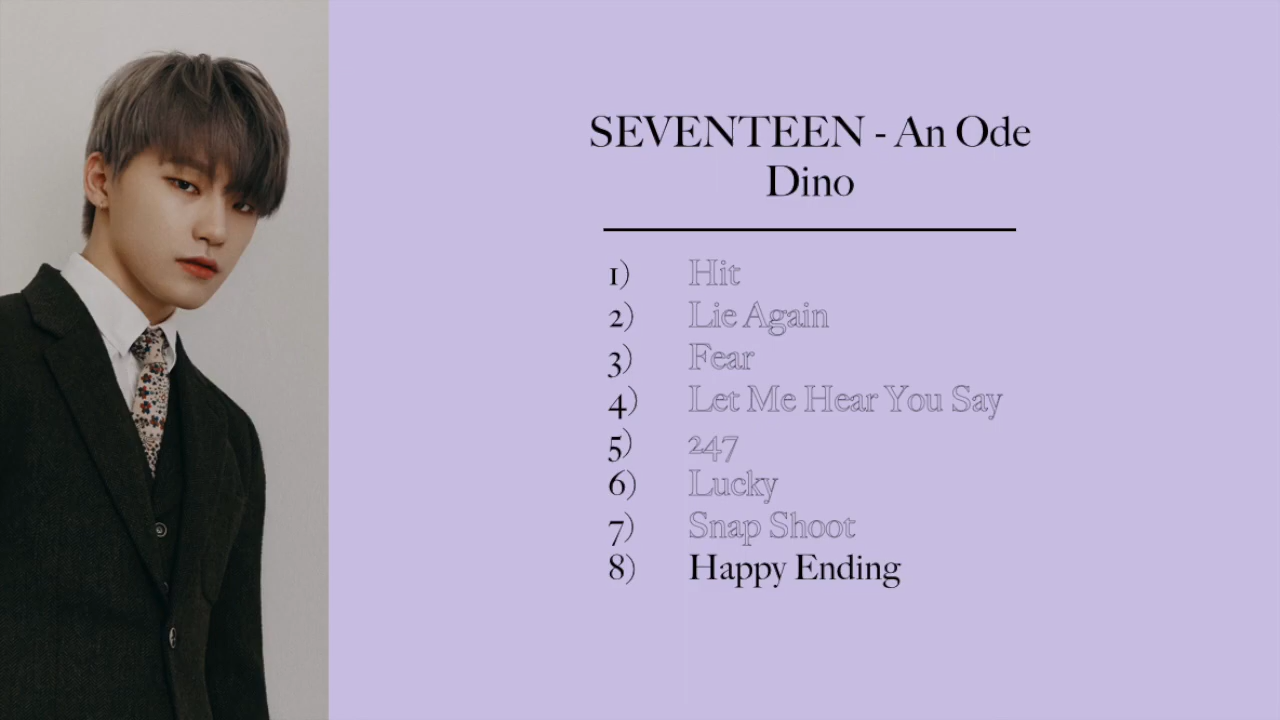 SEVENTEEN - An Ode
Dino
1) Hit
2) Lie Again
3) Fear
4) Let Me Hear You Say
5) 247
6) Lucky
7) Snap Shoot
8) Happy Ending